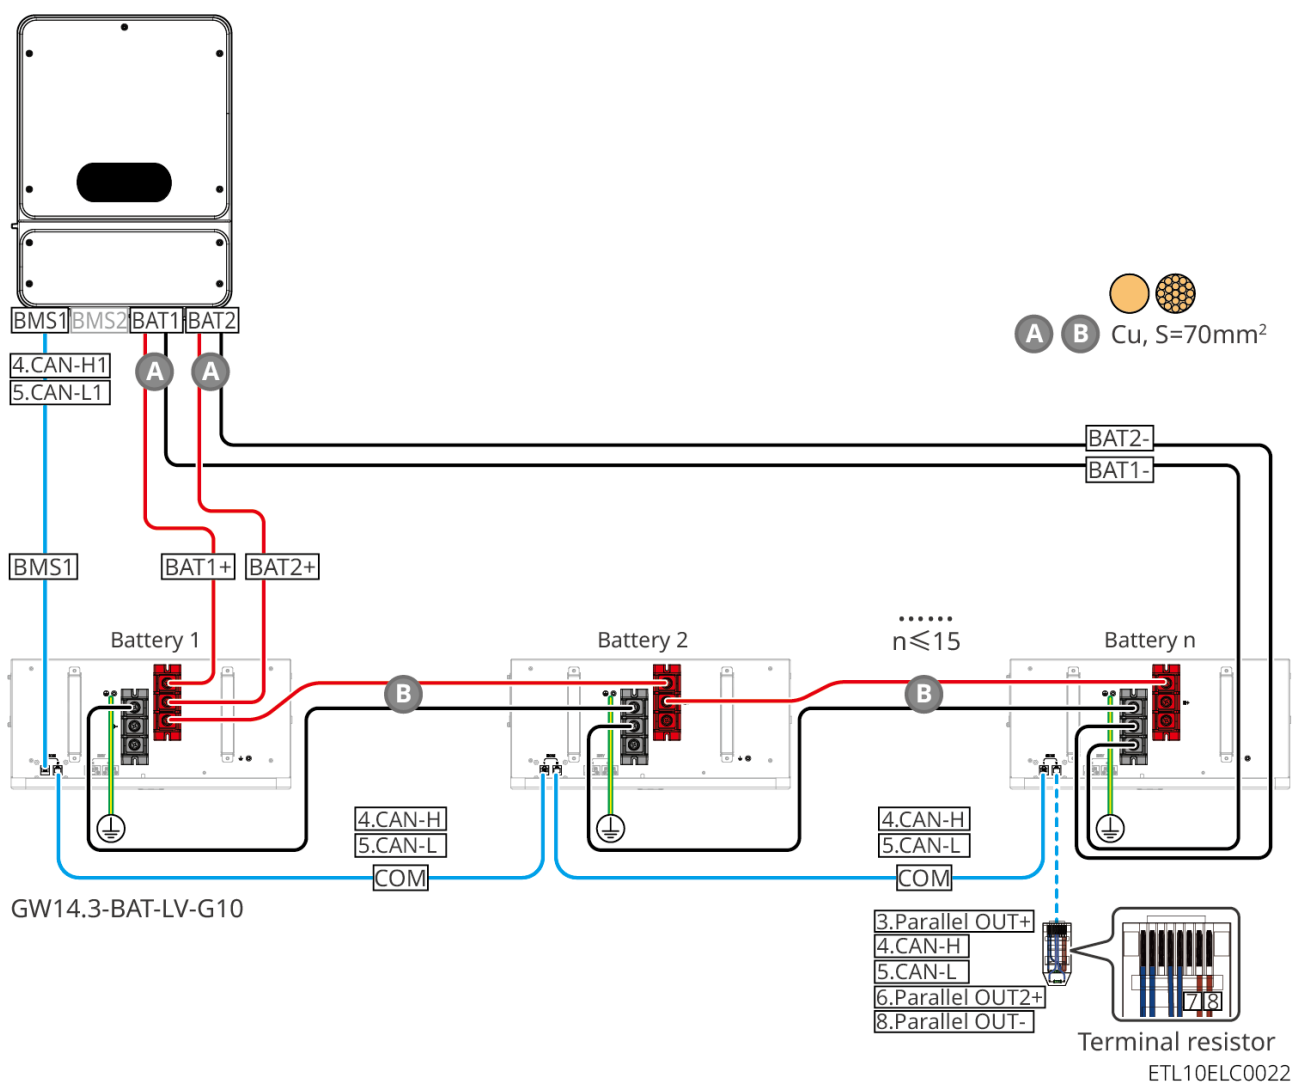 BMS1 BMS2 BAT1 BAT2
4.CAN-H1
5.CAN-L1
A A
A B Cu, S=70mm²
BAT2-
BAT1-
BMS1 BAT1+ BAT2+
Battery 1 Battery 2 ...... Battery n
n⩽15
B B
4.CAN-H 4.CAN-H
5.CAN-L 5.CAN-L
COM COM
GW14.3-BAT-LV-G10
3.Parallel OUT+
4.CAN-H
5.CAN-L
6.Parallel OUT2+
8.Parallel OUT-
7 8
Terminal resistor
ETL10ELC0022